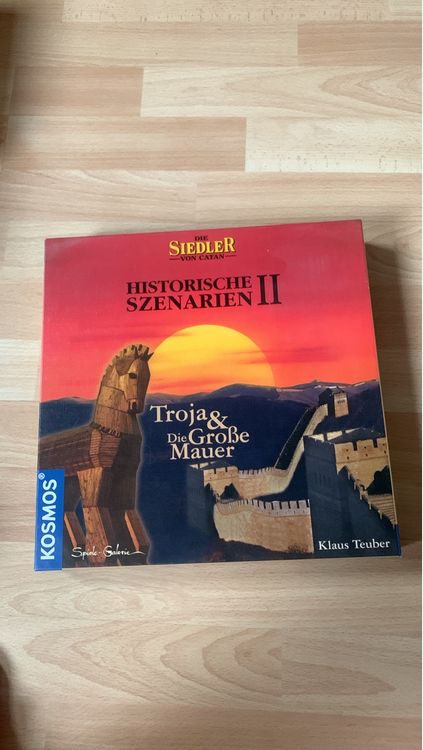 DIE
SIEDLER
VON CATAN
HISTORISCHE
SZENARIEN II
Troja &
Die Große
Mauer
KOSMOS®
Spiele-Galerie
Klaus Teuber